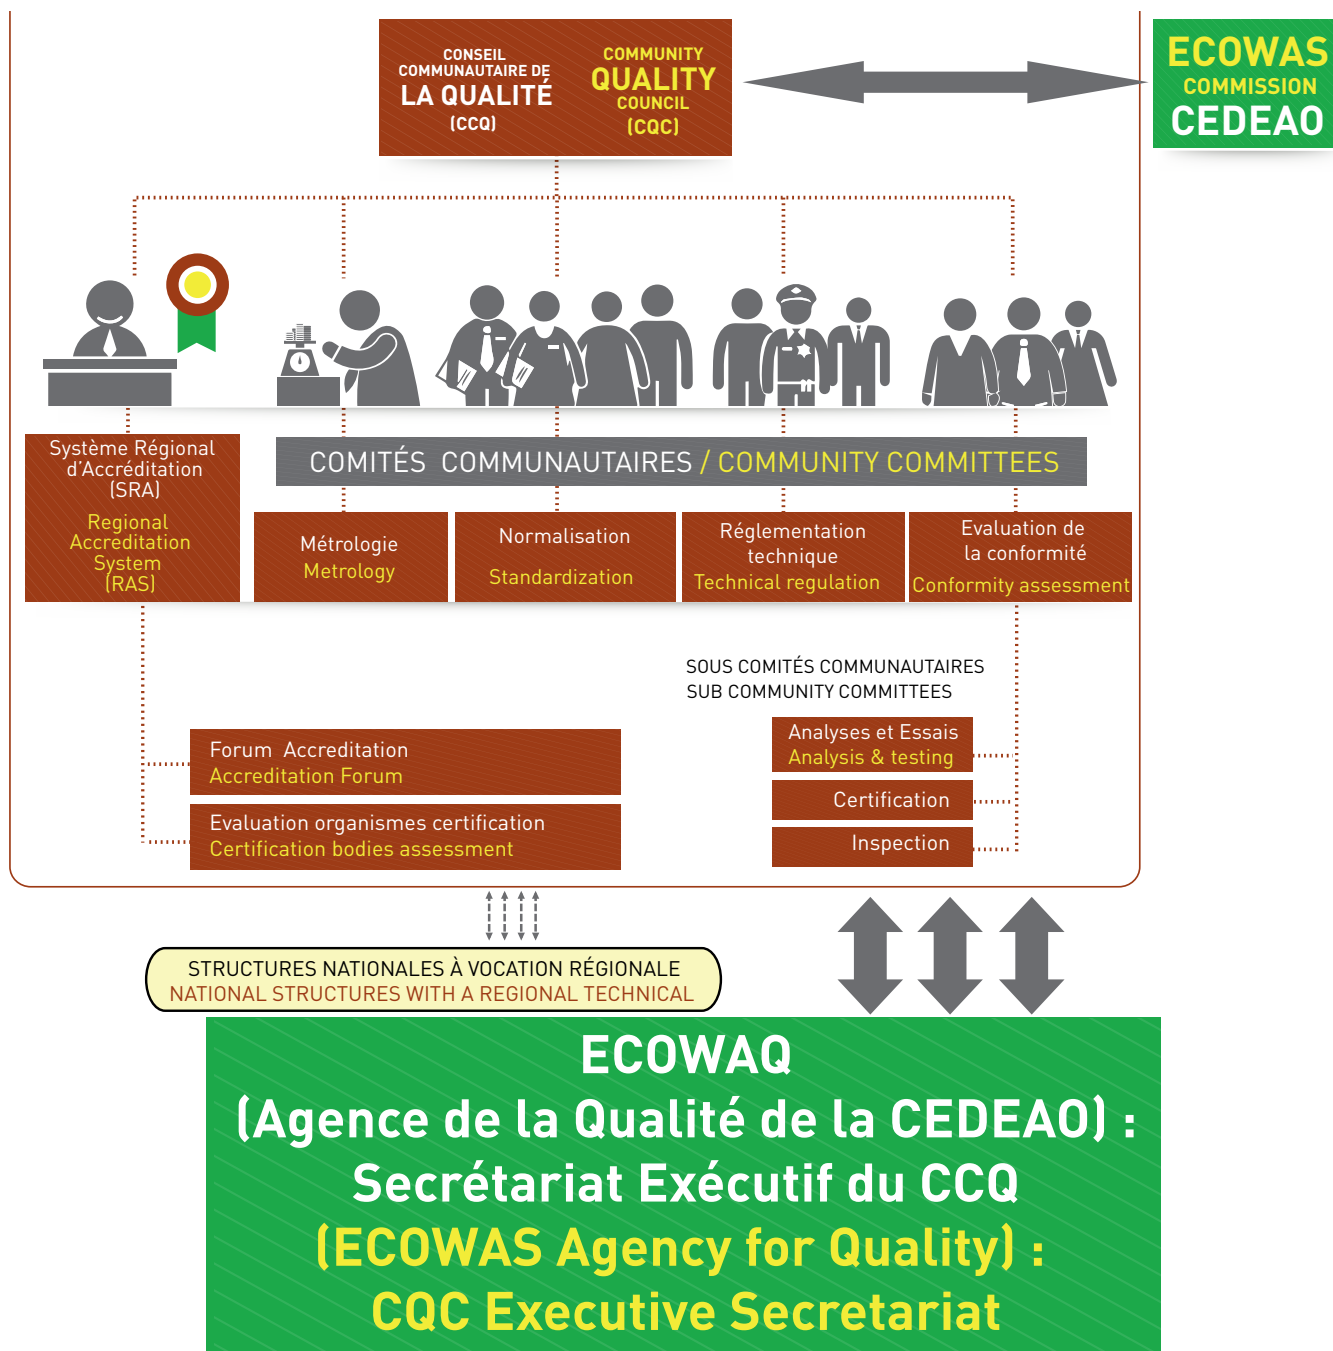 CONSEIL
COMMUNAUTAIRE DE
LA QUALITÉ
(CCQ)
COMMUNITY
QUALITY
COUNCIL
(CQC)
ECOWAS
COMMISSION
CEDEAO
Système Régional
d'Accréditation
(SRA)
Regional
Accreditation
System
(RAS)
COMITÉS COMMUNAUTAIRES / COMMUNITY COMMITTEES
Métrologie
Metrology
Normalisation
Standardization
Réglementation
technique
Technical regulation
Evaluation de
la conformité
Conformity assessment
SOUS COMITÉS COMMUNAUTAIRES
SUB COMMUNITY COMMITTEES
Forum Accreditation
Accreditation Forum
Evaluation organismes certification
Certification bodies assessment
Analyses et Essais
Analysis & testing
Certification
Inspection
STRUCTURES NATIONALES À VOCATION RÉGIONALE
NATIONAL STRUCTURES WITH A REGIONAL TECHNICAL
ECOWAQ
(Agence de la Qualité de la CEDEAO) :
Secrétariat Exécutif du CCQ
(ECOWAS Agency for Quality) :
CQC Executive Secretariat